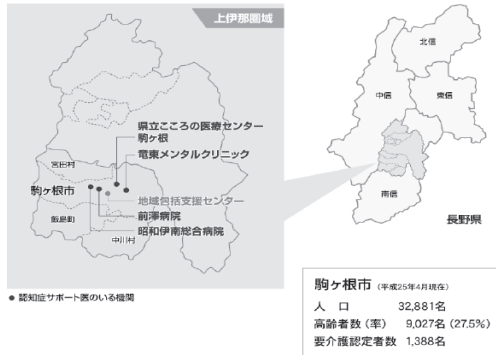 上伊那圏域
県立こころの医療センター
駒ヶ根
竜東メンタルクリニック
宮田村
駒ヶ根市
地域包括支援センター
飯島町
前澤病院
中川村
昭和伊南総合病院
● 認知症サポート医のいる機関
北信
中信
東信
南信
長野県
駒ヶ根市 (平成25年4月現在)
人 口 32,881名
高齢者数 (率) 9,027名 (27.5%)
要介護認定者数 1,388名